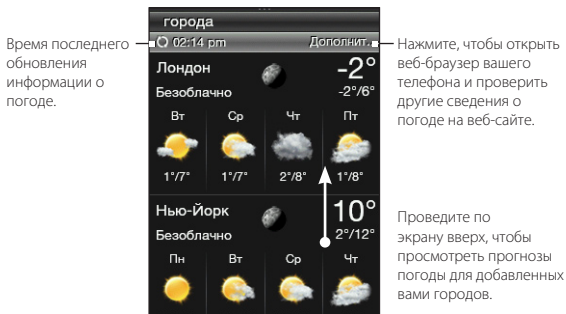 города
02:14 pm
Дополнит.
Лондон
-2°
Безоблачно
-2°/6°
Вт
Ср
Чт
Пт
1°/7°
1°/7°
2°/8°
1°/8°
Нью-Йорк
10°
Безоблачно
2°/12°
Пн
Вт
Ср
Чт
Время последнего
обновления
информации о
погоде.
Нажмите, чтобы открыть
веб-браузер вашего
телефона и проверить
другие сведения о
погоде на веб-сайте.
Проведите по
экрану вверх, чтобы
просмотреть прогнозы
погоды для добавленных
вами городов.